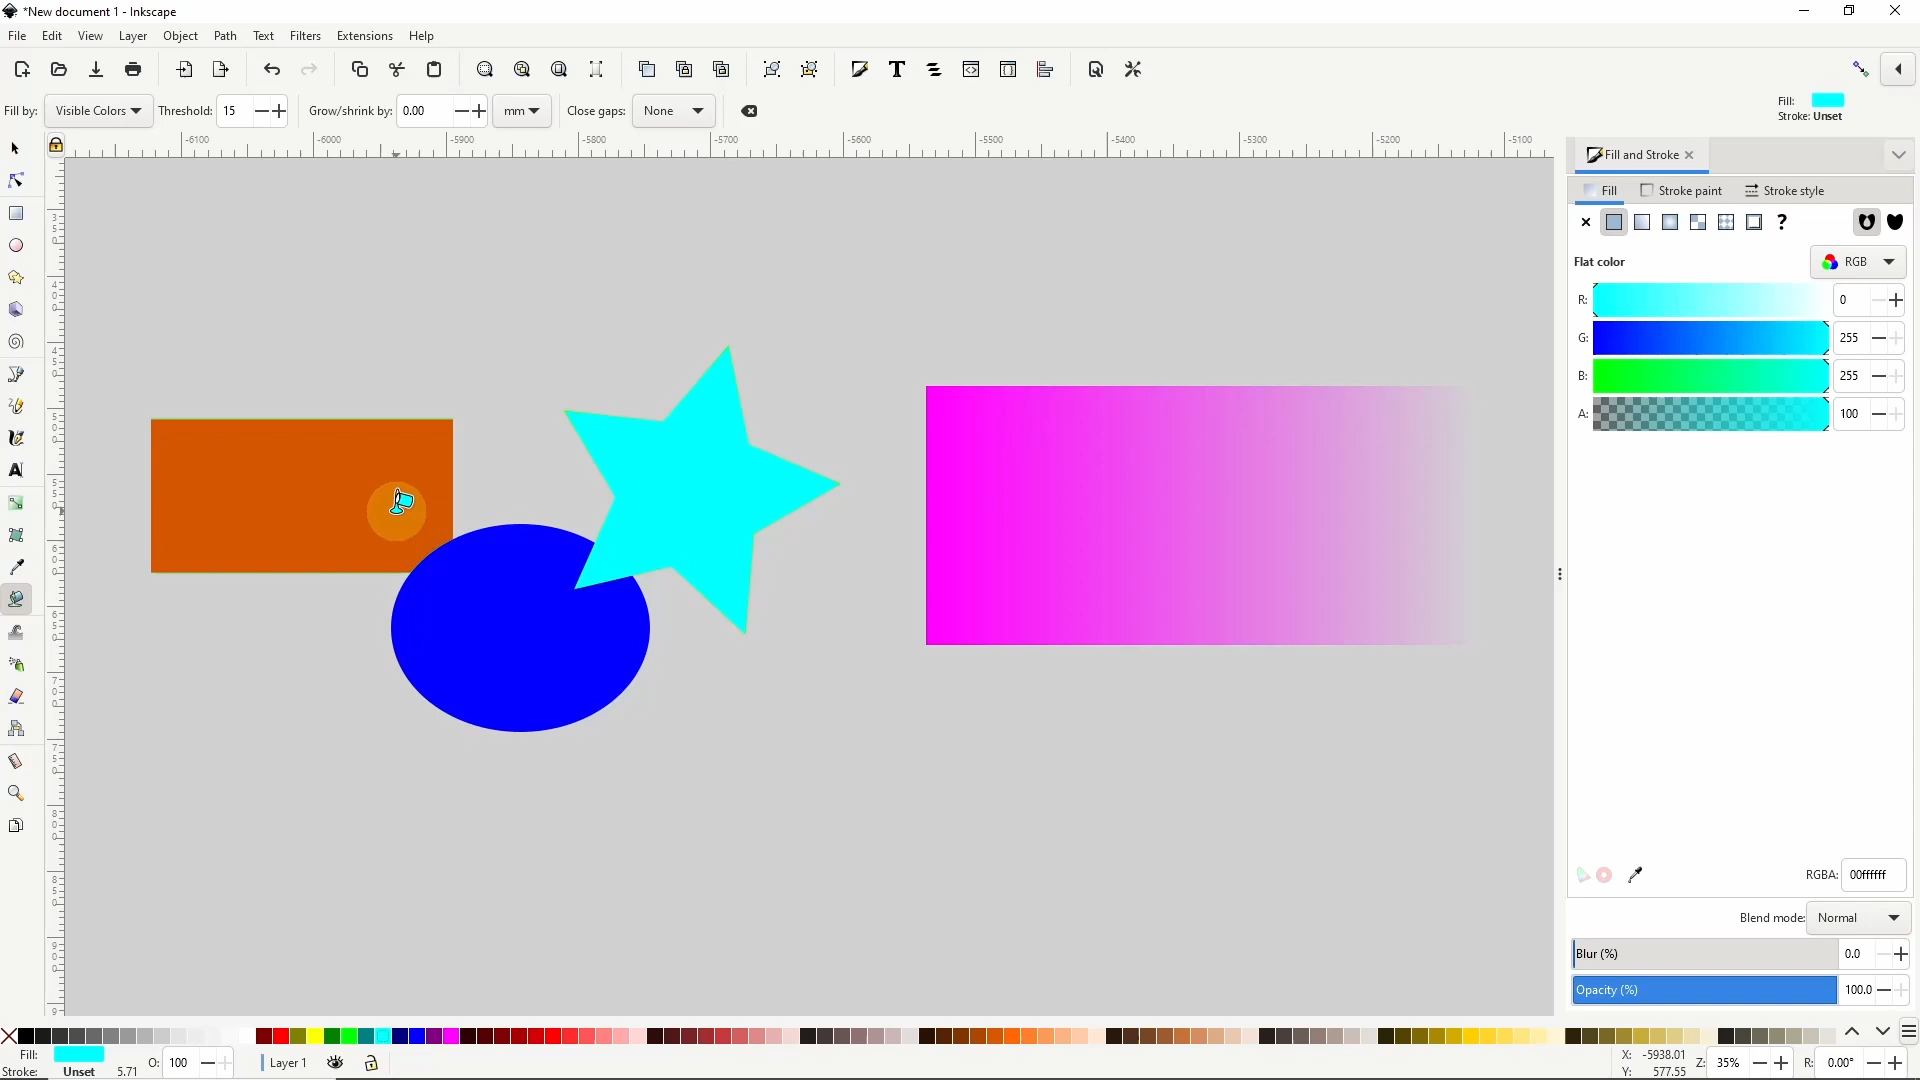 *New document 1 - Inkscape
File Edit View Layer Object Path Text Filters Extensions Help
Fill by: Visible Colors Threshold: 15 Grow/shrink by: 0.00 mm Close gaps: None
Fill:
Stroke: Unset
-6100 -6000 -5900 -5800 -5700 -5600 -5500 -5400 -5300 -5200 -5100
Fill and Stroke
Fill Stroke paint Stroke style
Flat color RGB
R: 0
G: 255
B: 255
A: 100
RGBA: 00ffffff
Blend mode: Normal
Blur (%) 0.0
Opacity (%) 100.0
Fill: O: 100 Layer 1 X: -5938.01 Z: 35% R: 0.00°
Stroke: Unset 5.71 Y: 577.55